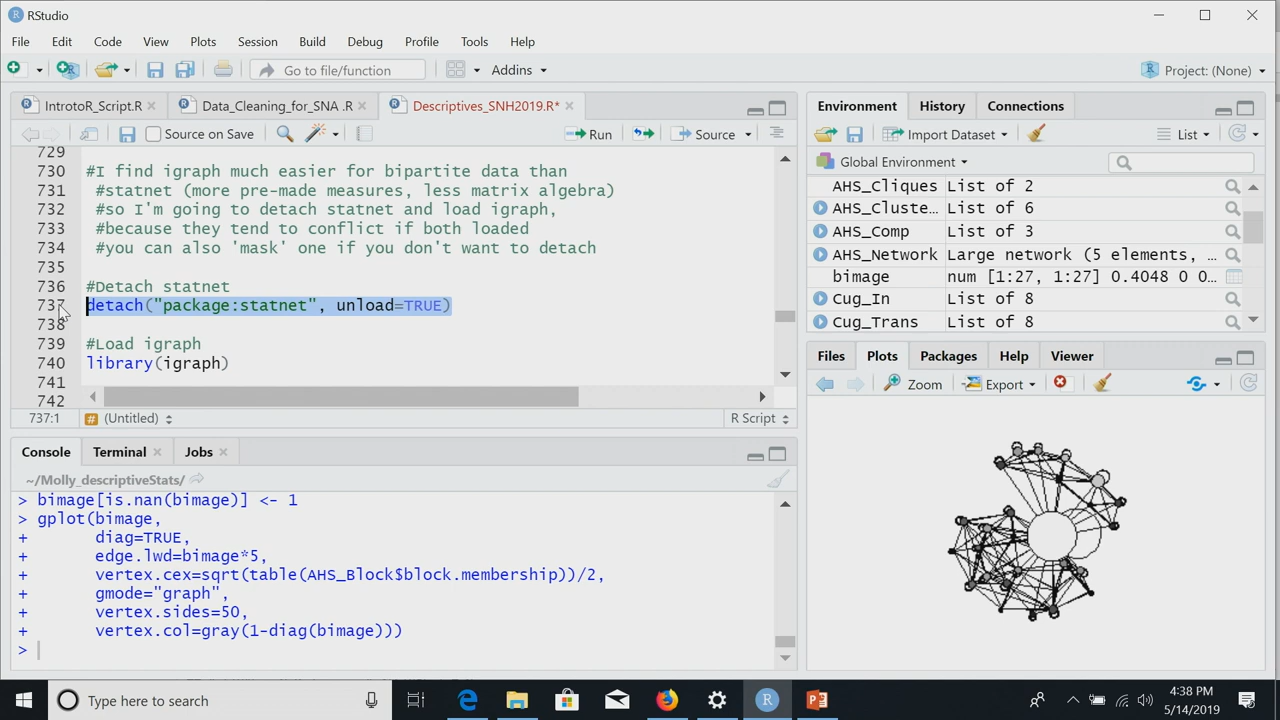 RStudio
File Edit Code View Plots Session Build Debug Profile Tools Help
Go to file/function Addins Project: (None)
IntrotoR_Script.R Data_Cleaning_for_SNA .R Descriptives_SNH2019.R*
Source on Save Run Source
729
730 #I find igraph much easier for bipartite data than
731 #statnet (more pre-made measures, less matrix algebra)
732 #so I'm going to detach statnet and load igraph,
733 #because they tend to conflict if both loaded
734 #you can also 'mask' one if you don't want to detach
735
736 #Detach statnet
737 detach("package:statnet", unload=TRUE)
738
739 #Load igraph
740 library(igraph)
741
742
737:1 # (Untitled) R Script
Console Terminal Jobs
~/Molly_descriptiveStats/
> bimage[is.nan(bimage)] <- 1
> gplot(bimage,
+ diag=TRUE,
+ edge.lwd=bimage*5,
+ vertex.cex=sqrt(table(AHS_Block$block.membership))/2,
+ gmode="graph",
+ vertex.sides=50,
+ vertex.col=gray(1-diag(bimage)))
>
Environment History Connections
Import Dataset List
Global Environment
AHS_Cliques List of 2
AHS_Cluste… List of 6
AHS_Comp List of 3
AHS_Network Large network (5 elements, …
bimage num [1:27, 1:27] 0.4048 0 0…
Cug_In List of 8
Cug_Trans List of 8
Files Plots Packages Help Viewer
Zoom Export
Type here to search
4:38 PM
5/14/2019